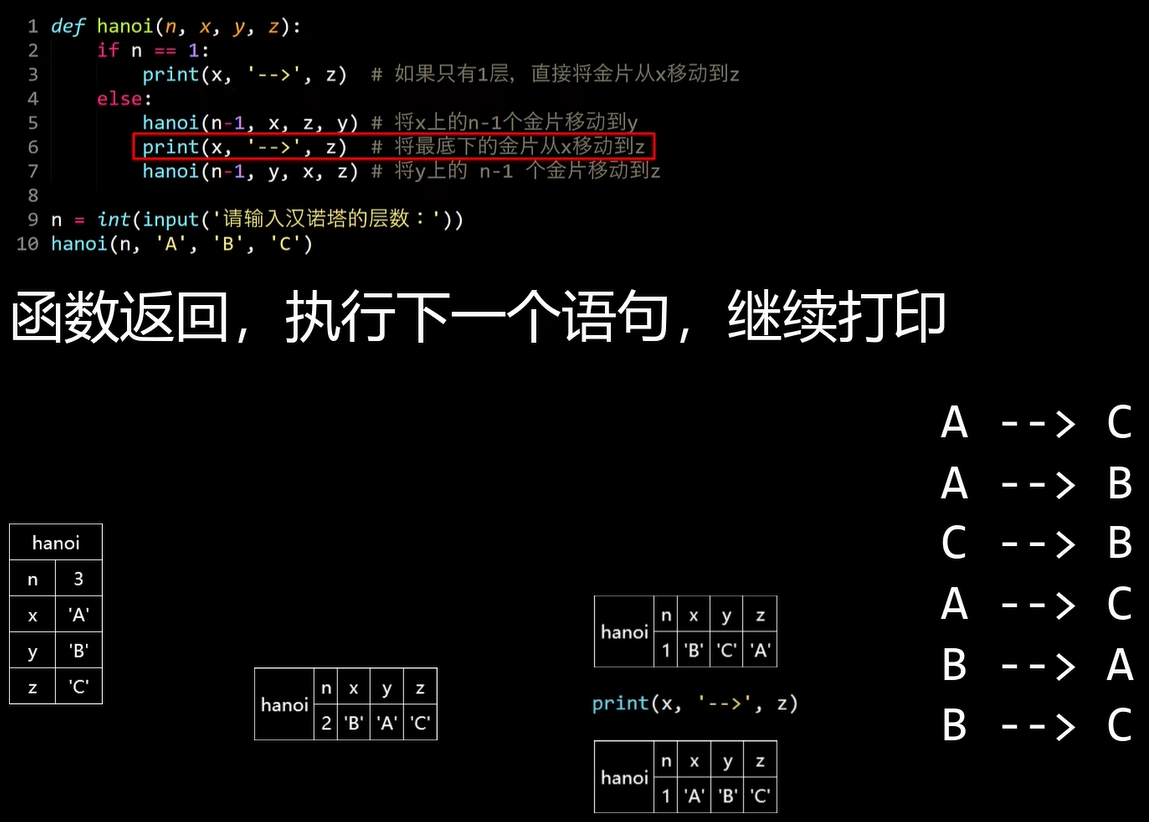 1 def hanoi(n, x, y, z):
2 if n == 1:
3 print(x, '-->', z) # 如果只有1层，直接将金片从x移动到z
4 else:
5 hanoi(n-1, x, z, y) # 将x上的n-1个金片移动到y
6 print(x, '-->', z) # 将最底下的金片从x移动到z
7 hanoi(n-1, y, x, z) # 将y上的 n-1 个金片移动到z
8
9 n = int(input('请输入汉诺塔的层数：'))
10 hanoi(n, 'A', 'B', 'C')
函数返回，执行下一个语句，继续打印
hanoi
n 3
x 'A'
y 'B'
z 'C'
hanoi
n x y z
2 'B' 'A' 'C'
hanoi
n x y z
1 'B' 'C' 'A'
print(x, '-->', z)
hanoi
n x y z
1 'A' 'B' 'C'
A --> C
A --> B
C --> B
A --> C
B --> A
B --> C